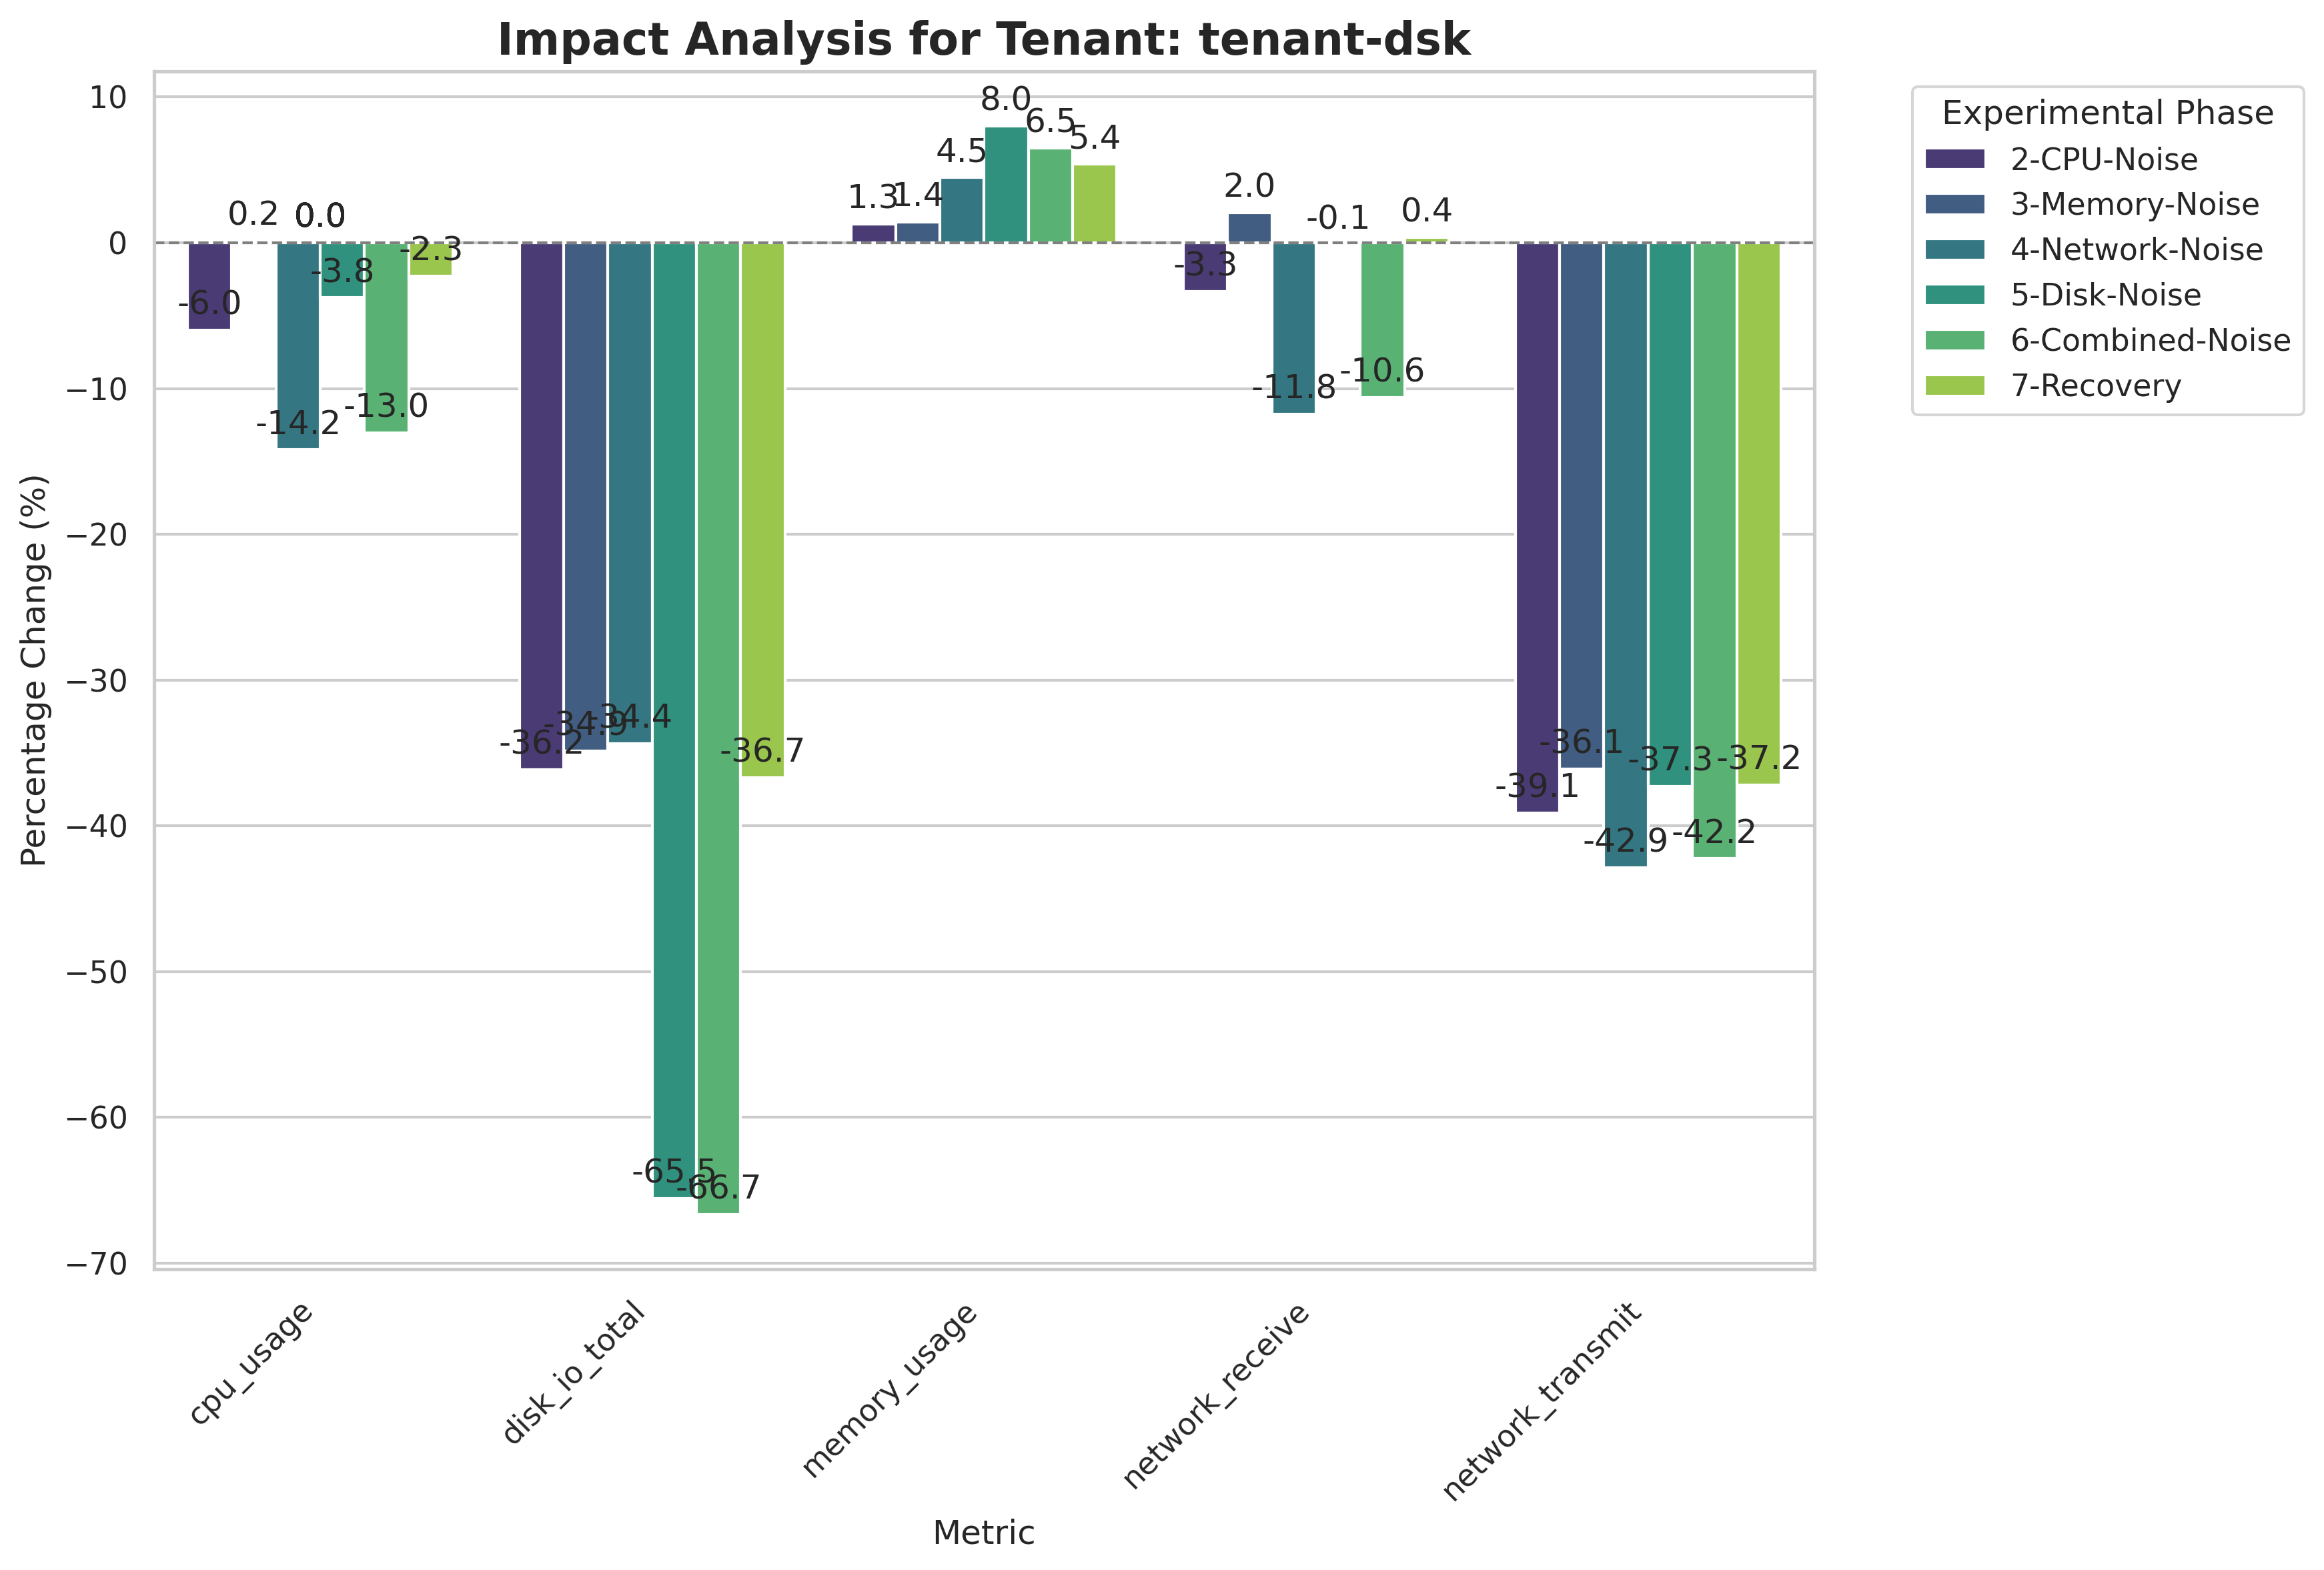 Impact Analysis for Tenant: tenant-dsk
Percentage Change (%)
10
0
−10
−20
−30
−40
−50
−60
−70
-6.0
0.2
-14.2
0.0
-3.8
-13.0
-2.3
-36.2
-34.9
-34.4
-65.5
-66.7
-36.7
1.3
1.4
4.5
8.0
6.5
5.4
-3.3
2.0
-11.8
-0.1
-10.6
0.4
-39.1
-36.1
-42.9
-37.3
-42.2
-37.2
cpu_usage
disk_io_total
memory_usage
network_receive
network_transmit
Metric
Experimental Phase
2-CPU-Noise
3-Memory-Noise
4-Network-Noise
5-Disk-Noise
6-Combined-Noise
7-Recovery